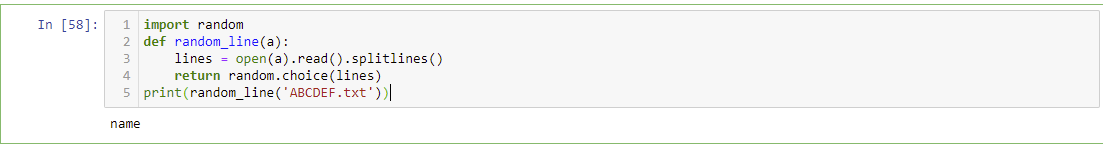 In [58]:
1 import random
2 def random_line(a):
3     lines = open(a).read().splitlines()
4     return random.choice(lines)
5 print(random_line('ABCDEF.txt'))
name